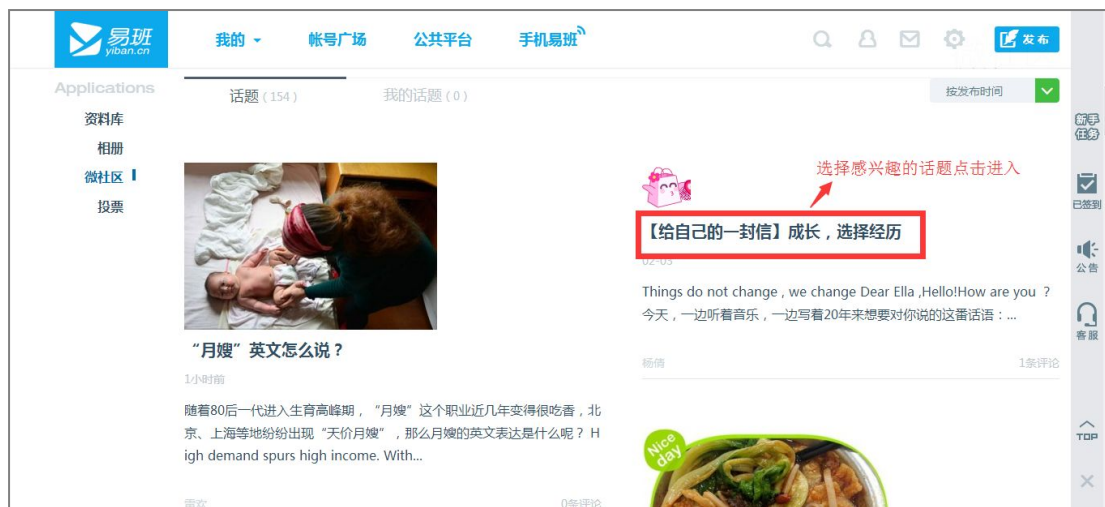 易班
yiban.cn
我的
帐号广场
公共平台
手机易班
发布
Applications
资料库
相册
微社区
投票
话题(154)
我的话题(0)
按发布时间
新手
任务
已签到
公告
客服
TOP
“月嫂”英文怎么说？
1小时前
随着80后一代进入生育高峰期，“月嫂”这个职业近几年变得很吃香，北
京、上海等地纷纷出现“天价月嫂”，那么月嫂的英文表达是什么呢？ H
igh demand spurs high income. With...
雷欢
0条评论
选择感兴趣的话题点击进入
【给自己的一封信】成长，选择经历
02-03
Things do not change , we change Dear Ella ,Hello!How are you ?
今天，一边听着音乐，一边写着20年来想要对你说的这番话语：...
杨倩
1条评论
Nice
day